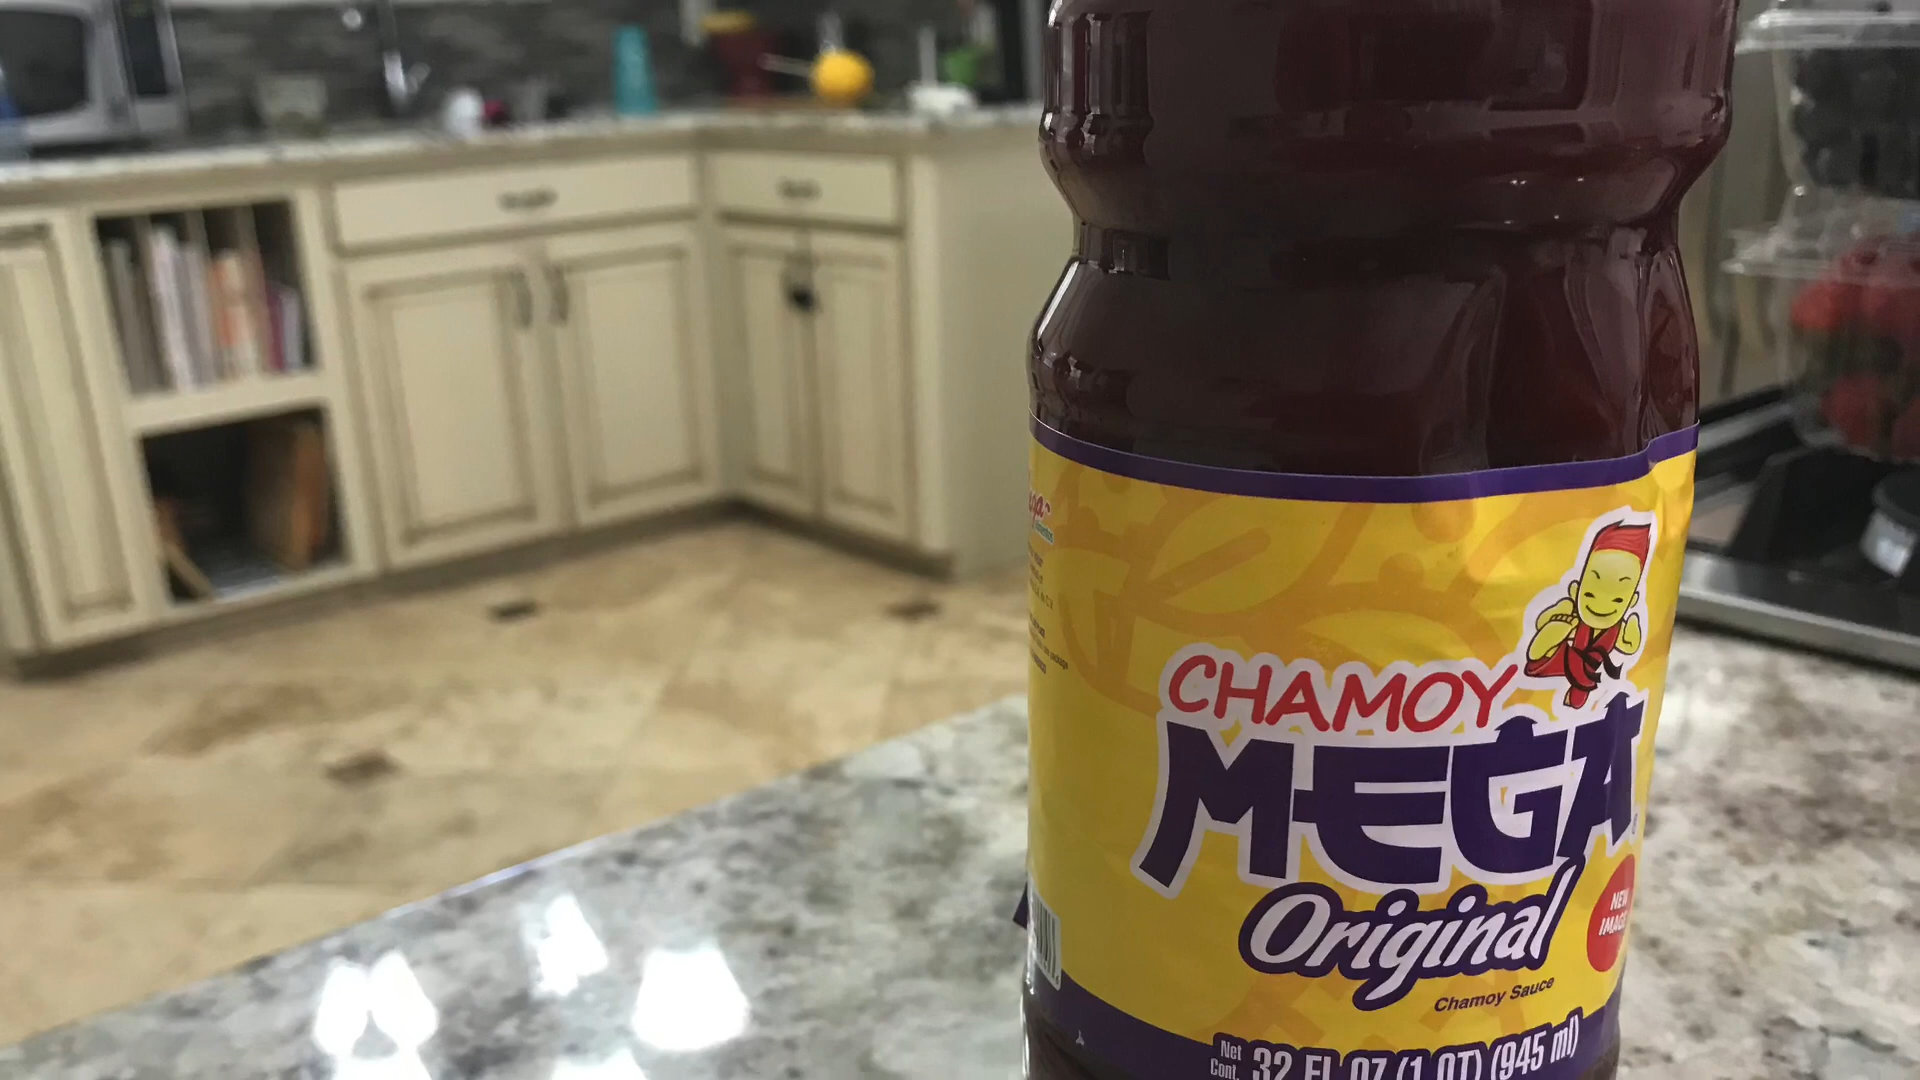 CHAMOY
MEGA
Original
NEW
IMAGE
Chamoy Sauce
Net
Cont.
32 FL OZ (1 QT) (945 ml)